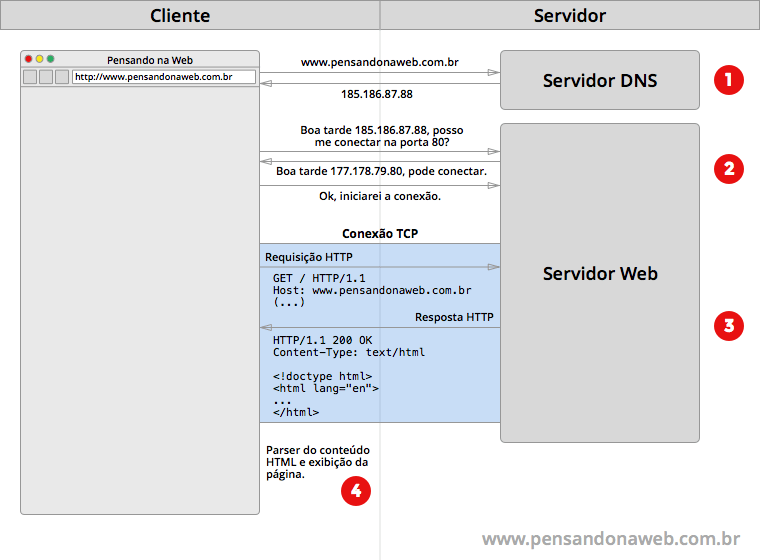 Cliente
Servidor
Pensando na Web
http://www.pensandonaweb.com.br
www.pensandonaweb.com.br
185.186.87.88
Servidor DNS
1
Boa tarde 185.186.87.88, posso
me conectar na porta 80?
Boa tarde 177.178.79.80, pode conectar.
Ok, iniciarei a conexão.
2
Conexão TCP
Requisição HTTP
GET / HTTP/1.1
Host: www.pensandonaweb.com.br
(...)
Resposta HTTP
HTTP/1.1 200 OK
Content-Type: text/html
<!doctype html>
<html lang="en">
...
</html>
Servidor Web
3
Parser do conteúdo
HTML e exibição da
página.
4
www.pensandonaweb.com.br